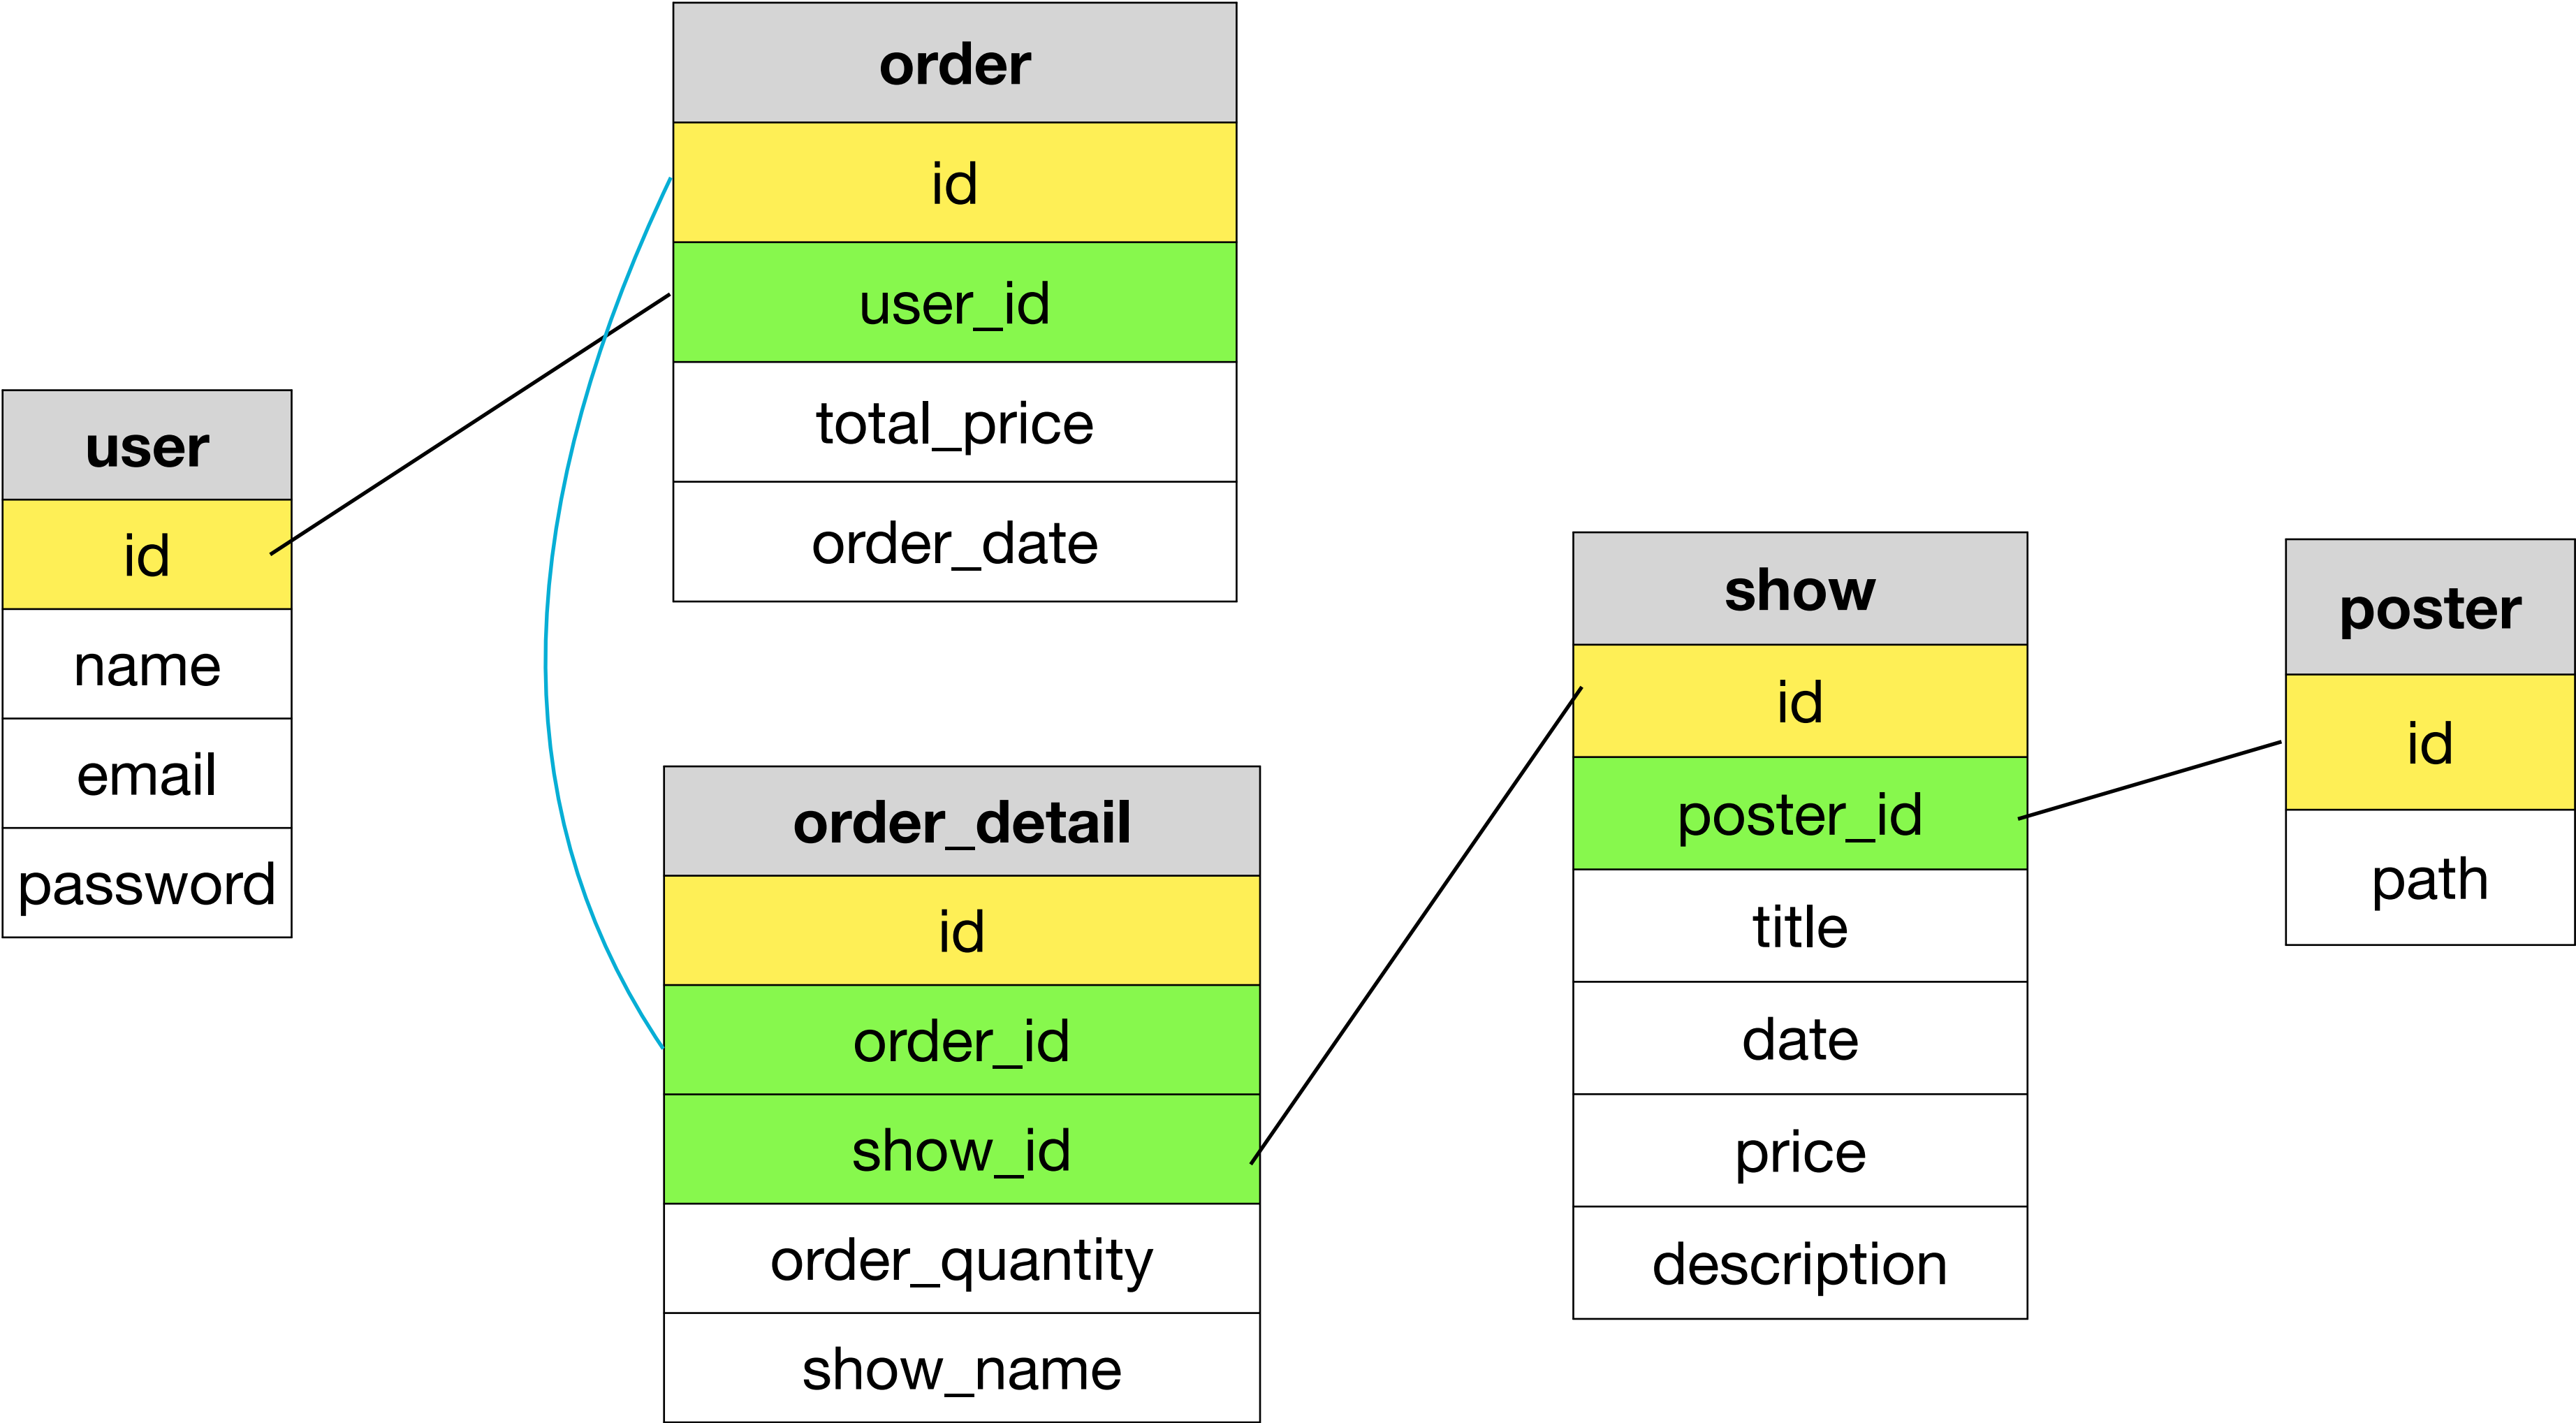 order
id
user_id
total_price
order_date
user
id
name
email
password
order_detail
id
order_id
show_id
order_quantity
show_name
show
id
poster_id
title
date
price
description
poster
id
path